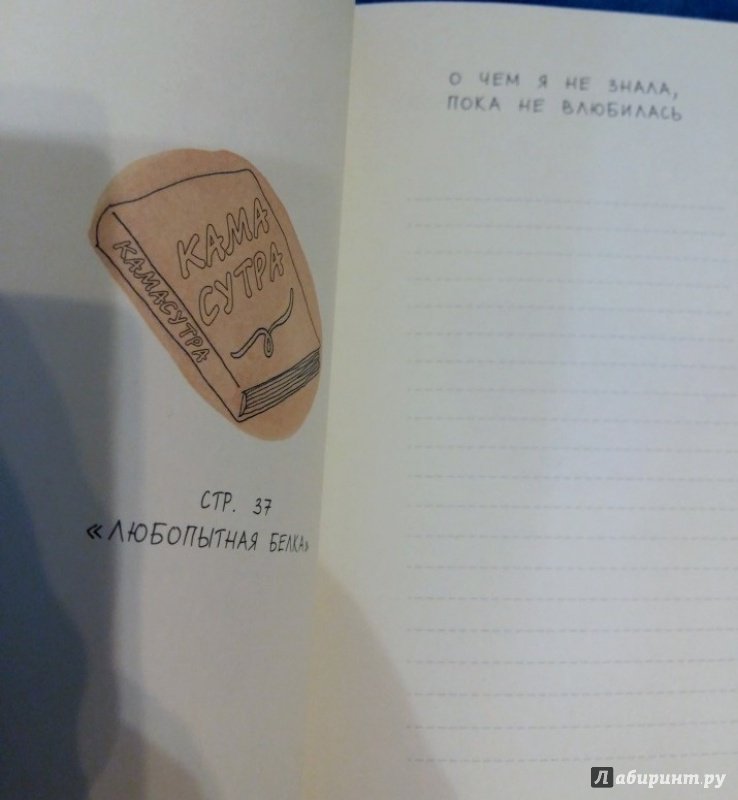 КАМА
СУТРА
КАМАСУТРА
СТР. 37
«ЛЮБОПЫТНАЯ БЕЛКА»
О ЧЕМ Я НЕ ЗНАЛА,
ПОКА НЕ ВЛЮБИЛАСЬ
Лабиринт.ру